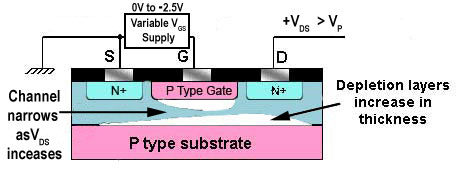 0V to -2.5V
Variable VGS
Supply
+VDS > VP
S
G
D
N+
P Type Gate
N+
Channel
narrows
asVDS
inceases
Depletion layers
increase in
thickness
P type substrate